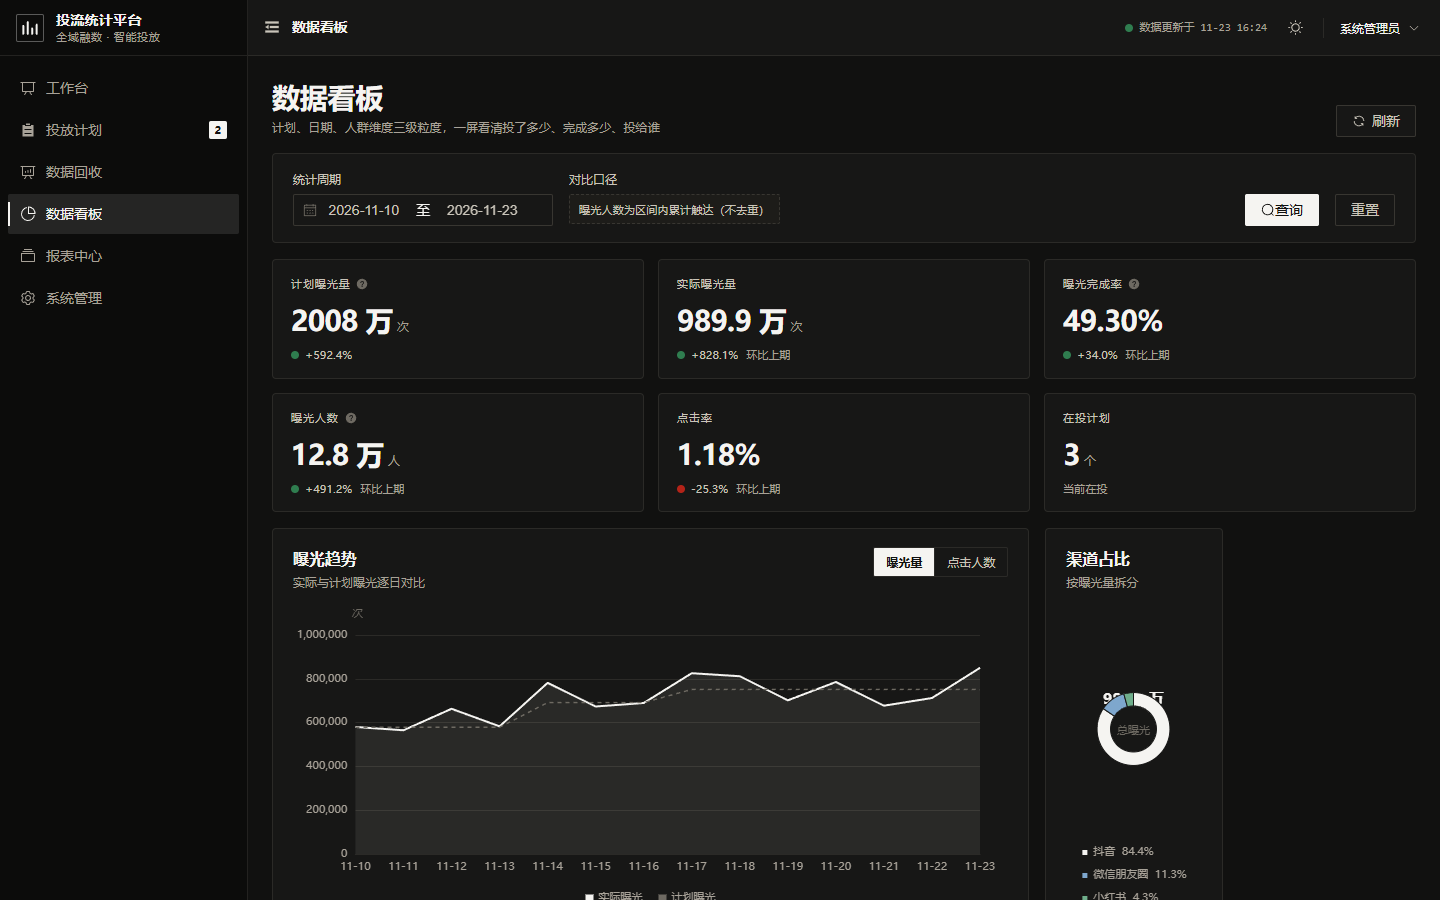 投流统计平台
全域融数 · 智能投放
数据看板
数据更新于 11-23 16:24
系统管理员
工作台
投放计划
2
数据回收
数据看板
报表中心
系统管理
数据看板
计划、日期、人群维度三级粒度，一屏看清投了多少、完成多少、投给谁
刷新
统计周期
2026-11-10 至 2026-11-23
对比口径
曝光人数为区间内累计触达（不去重）
查询
重置
计划曝光量
2008 万 次
+592.4%
实际曝光量
989.9 万 次
+828.1% 环比上期
曝光完成率
49.30%
+34.0% 环比上期
曝光人数
12.8 万 人
+491.2% 环比上期
点击率
1.18%
-25.3% 环比上期
在投计划
3 个
当前在投
曝光趋势
实际与计划曝光逐日对比
曝光量
点击人数
次
1,000,000
800,000
600,000
400,000
200,000
0
11-10 11-11 11-12 11-13 11-14 11-15 11-16 11-17 11-18 11-19 11-20 11-21 11-22 11-23
实际曝光 计划曝光
渠道占比
按曝光量拆分
万
总曝光
抖音 84.4%
微信朋友圈 11.3%
小红书 4.3%